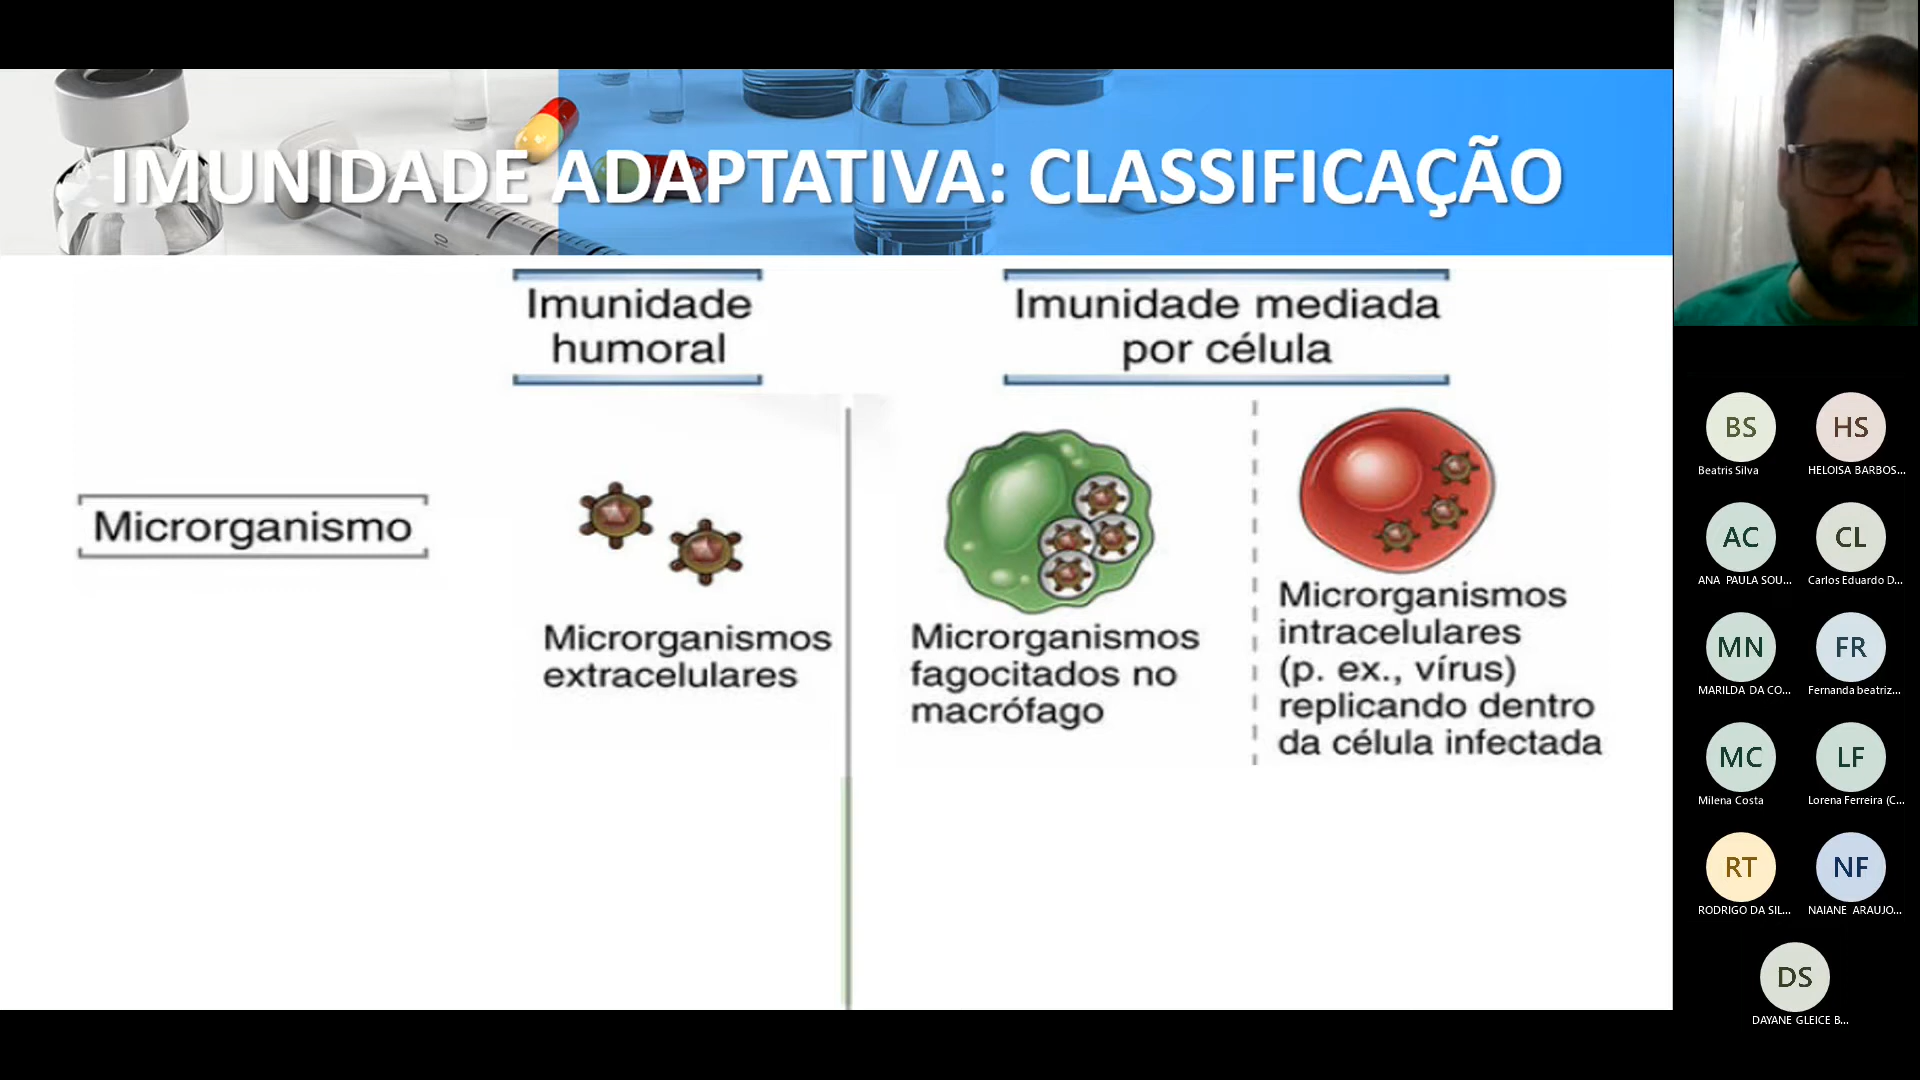 IMUNIDADE ADAPTATIVA: CLASSIFICAÇÃO
Imunidade
humoral
Imunidade mediada
por célula
Microrganismo
Microrganismos
extracelulares
Microrganismos
fagocitados no
macrófago
Microrganismos
intracelulares
(p. ex., vírus)
replicando dentro
da célula infectada
10
BS
Beatris Silva
HS
HELOISA BARBOS...
AC
ANA PAULA SOU...
CL
Carlos Eduardo D...
MN
MARILDA DA CO...
FR
Fernanda beatriz...
MC
Milena Costa
LF
Lorena Ferreira (C...
RT
RODRIGO DA SIL...
NF
NAIANE ARAUJO...
DS
DAYANE GLEICE B...